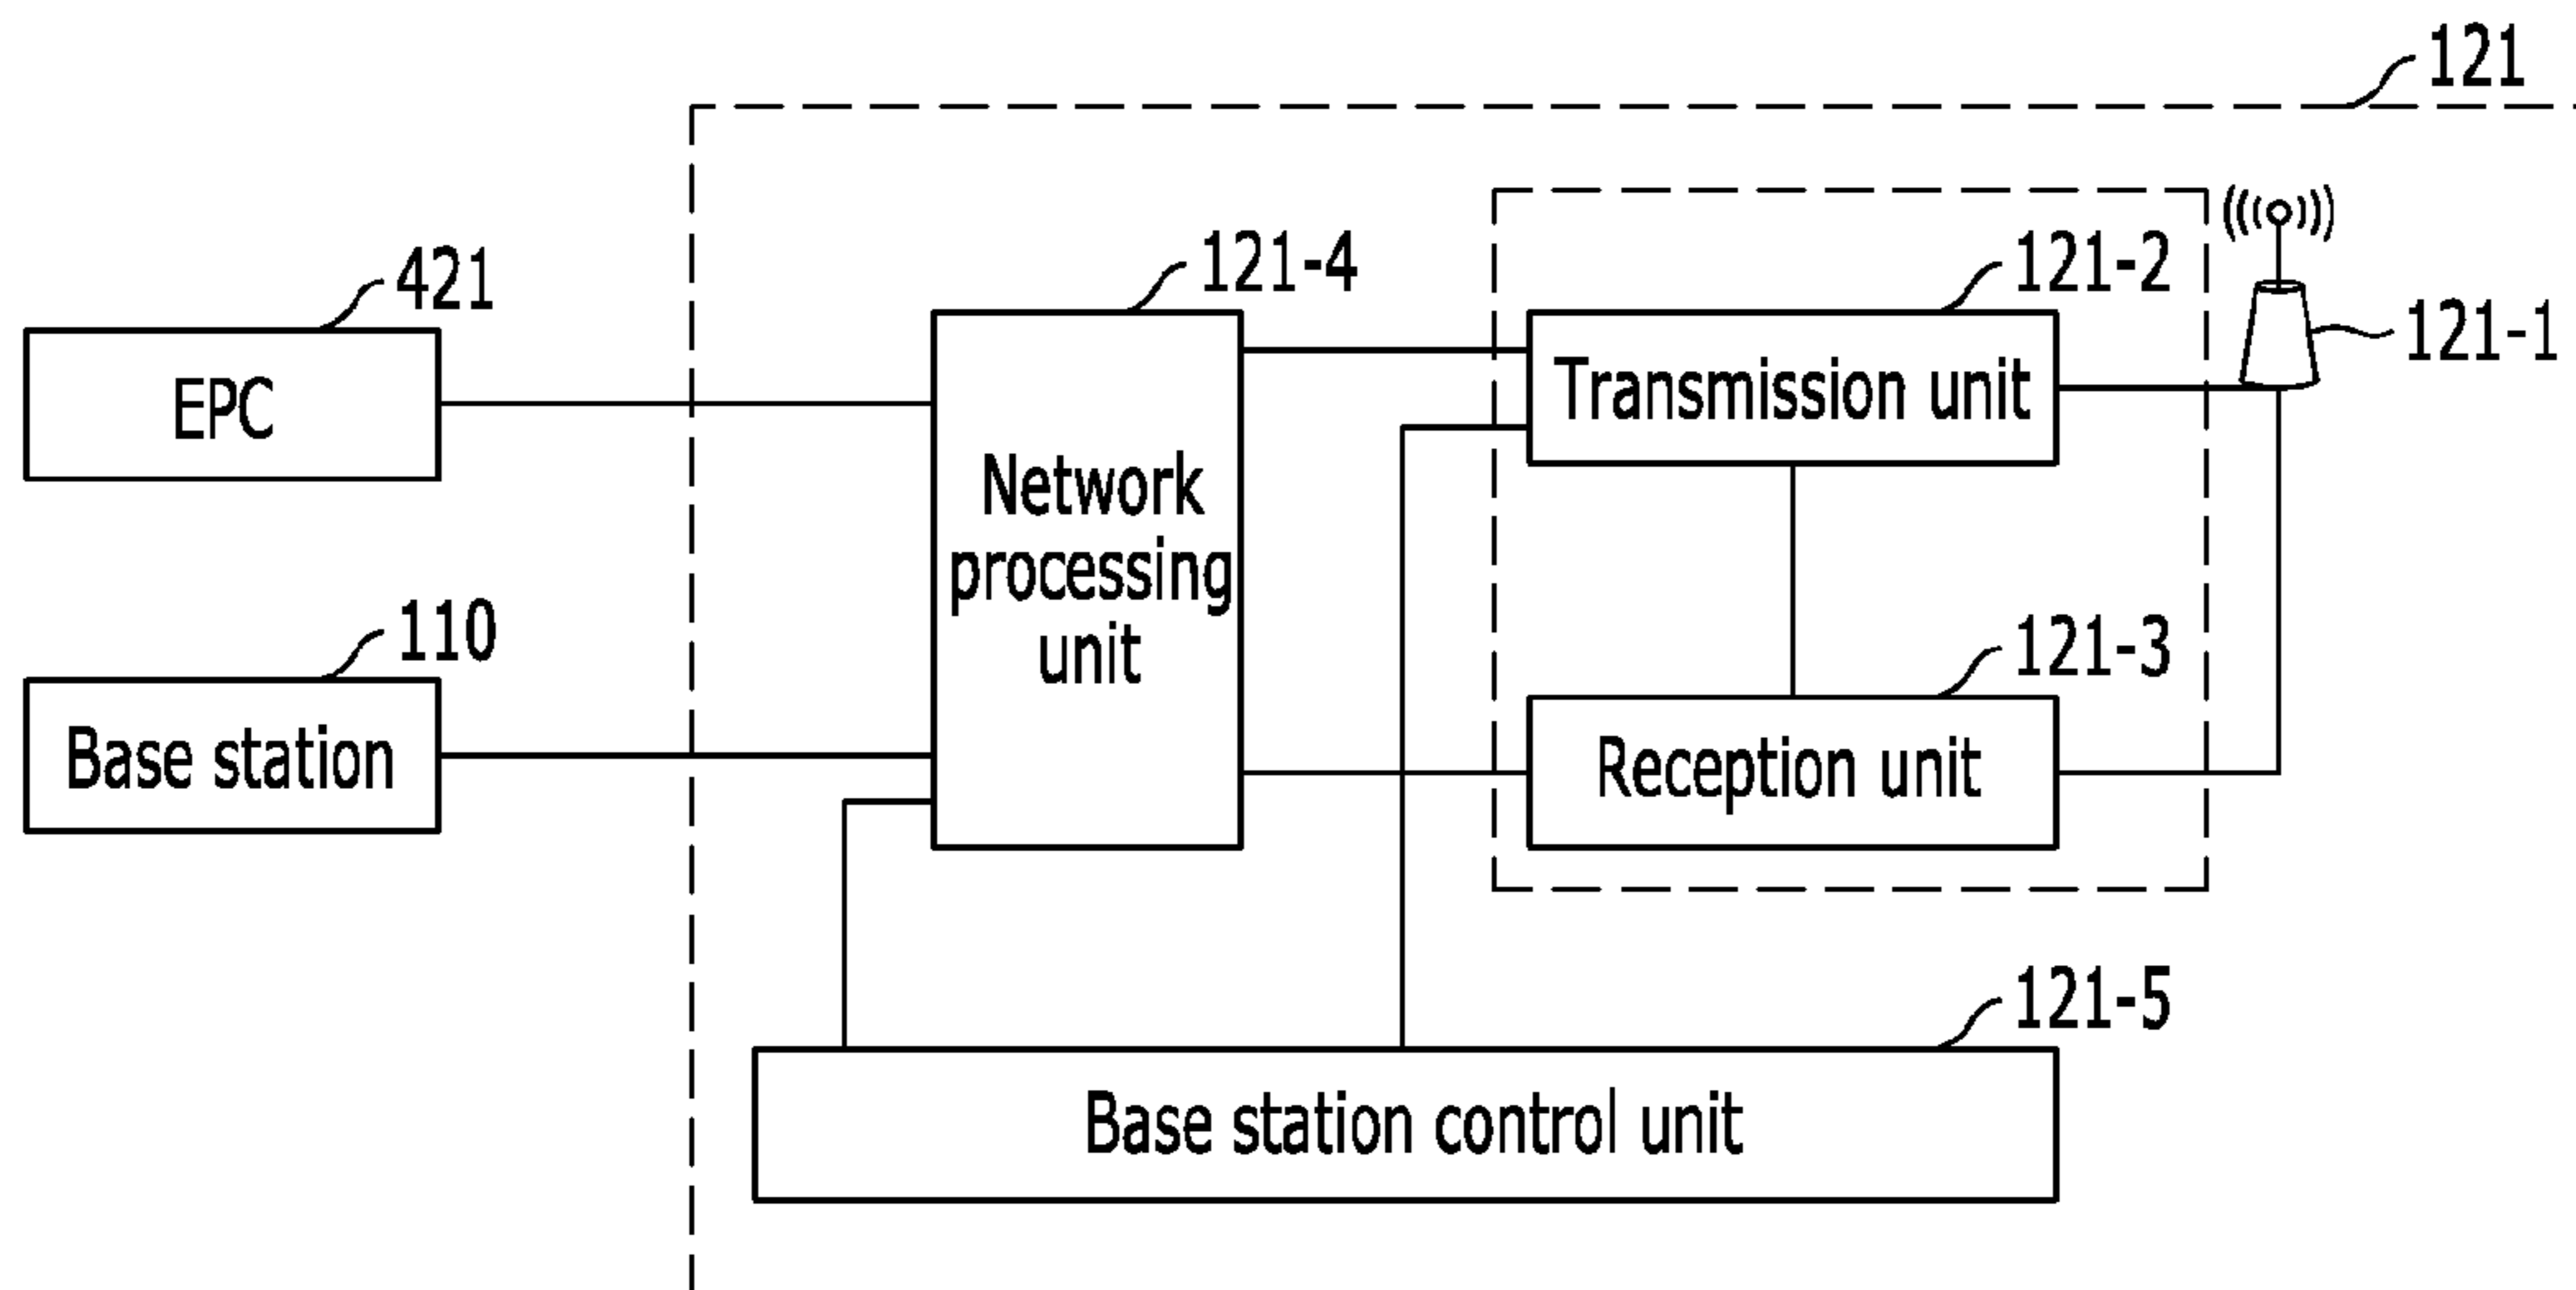 121
421
121-4
121-2
121-1
EPC
Transmission unit
Network
processing
unit
110
121-3
Base station
Reception unit
121-5
Base station control unit